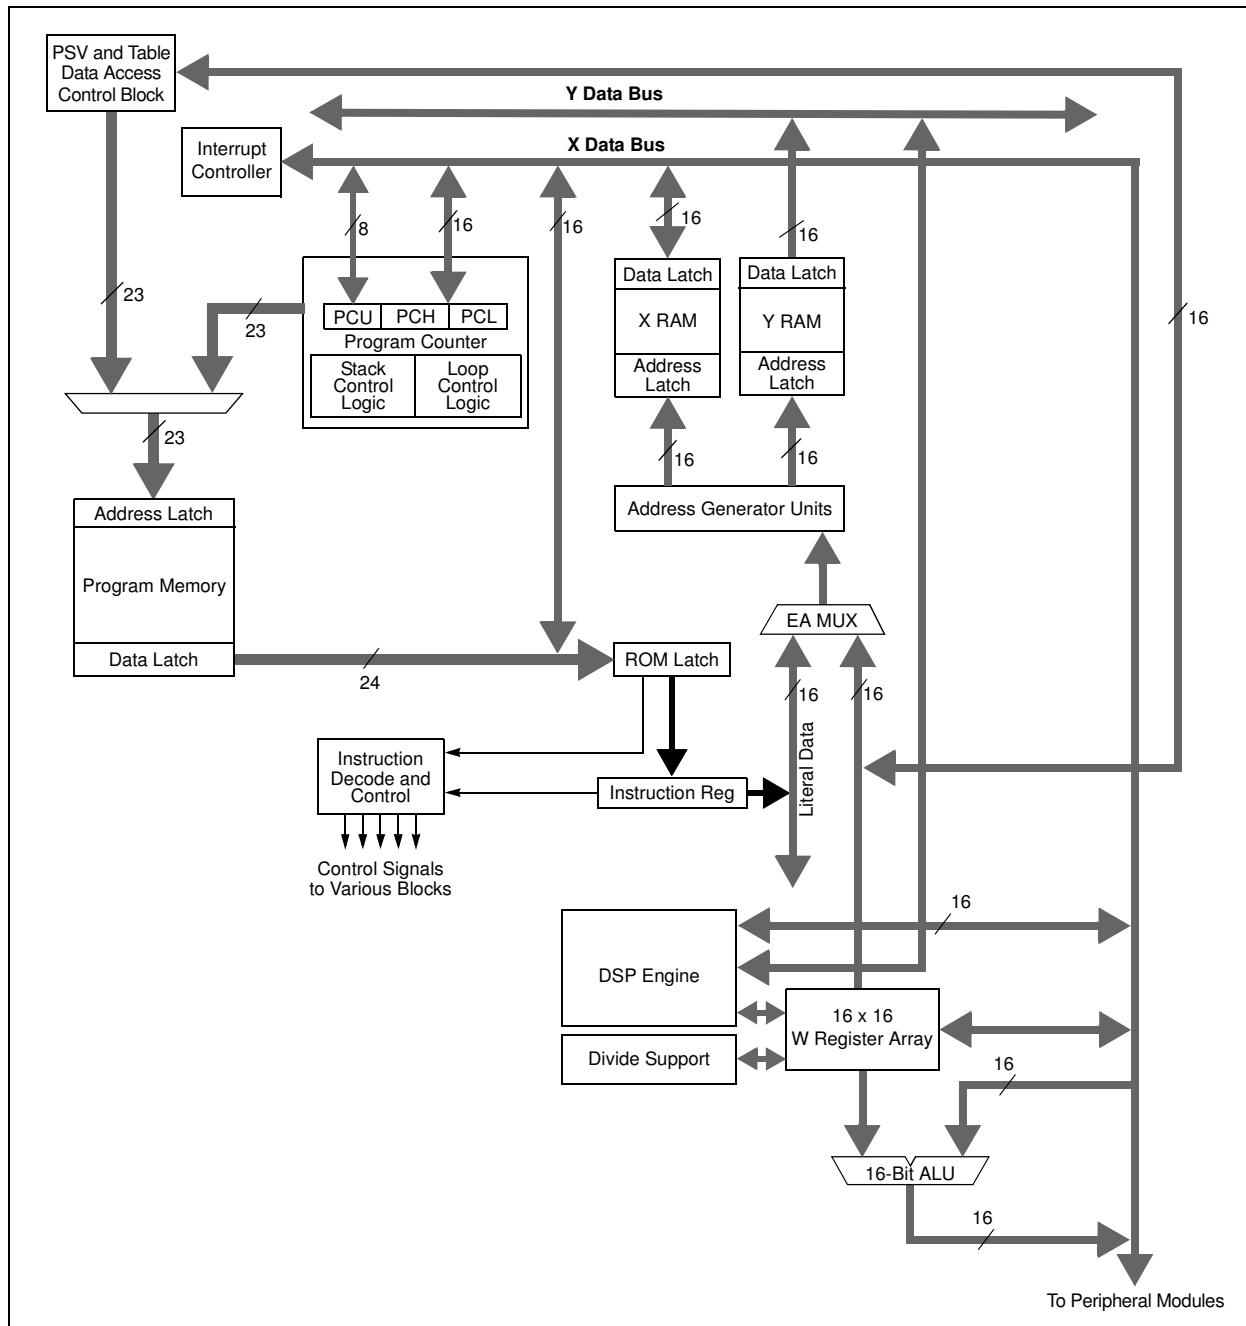 PSV and Table
Data Access
Control Block
Y Data Bus
X Data Bus
Interrupt
Controller
8
16
16
16
16
23
23
16
Data Latch
X RAM
Address
Latch
Data Latch
Y RAM
Address
Latch
PCU
PCH
PCL
Program Counter
Stack
Control
Logic
Loop
Control
Logic
23
16
16
Address Latch
Program Memory
Data Latch
Address Generator Units
EA MUX
24
ROM Latch
16
16
Literal Data
Instruction
Decode and
Control
Instruction Reg
Control Signals
to Various Blocks
16
DSP Engine
16 x 16
W Register Array
Divide Support
16
16-Bit ALU
16
To Peripheral Modules